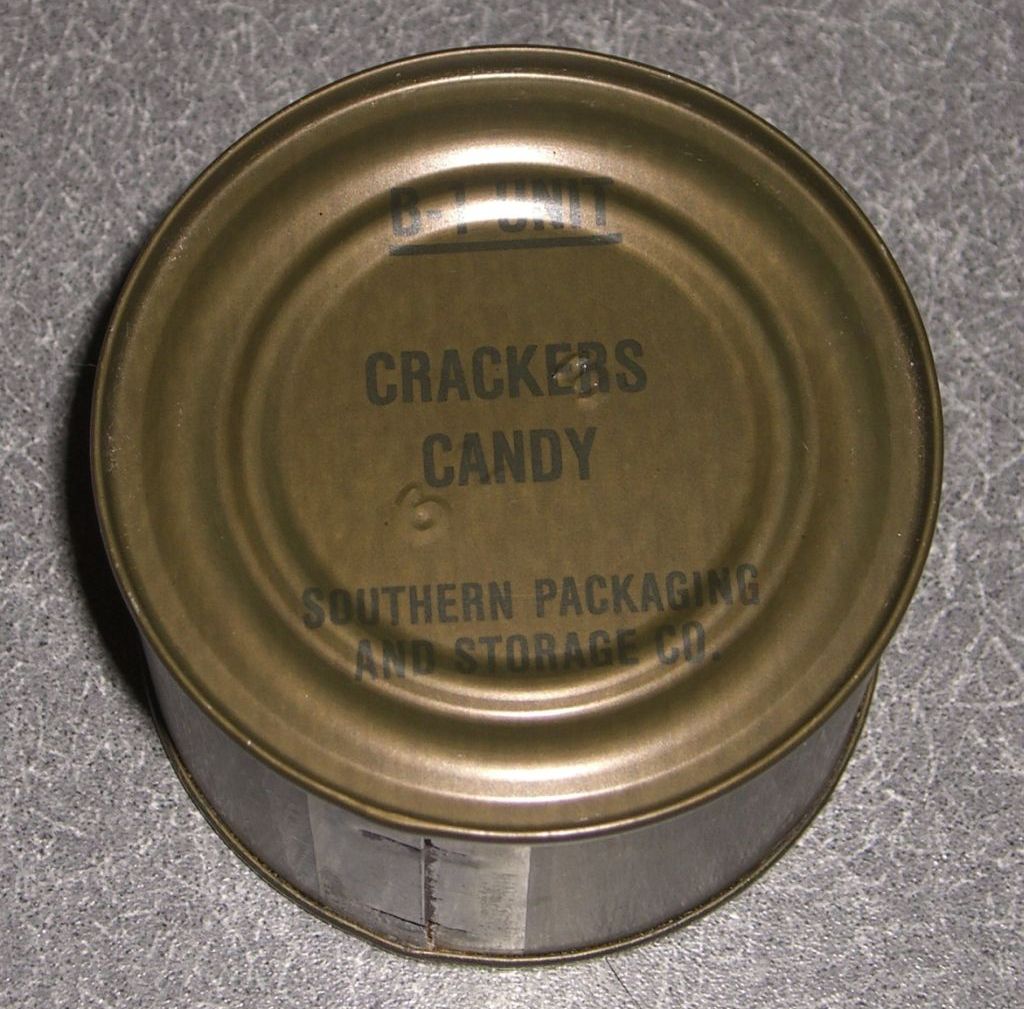 B-1 UNIT
CRACKERS
CANDY
SOUTHERN PACKAGING
AND STORAGE CO.